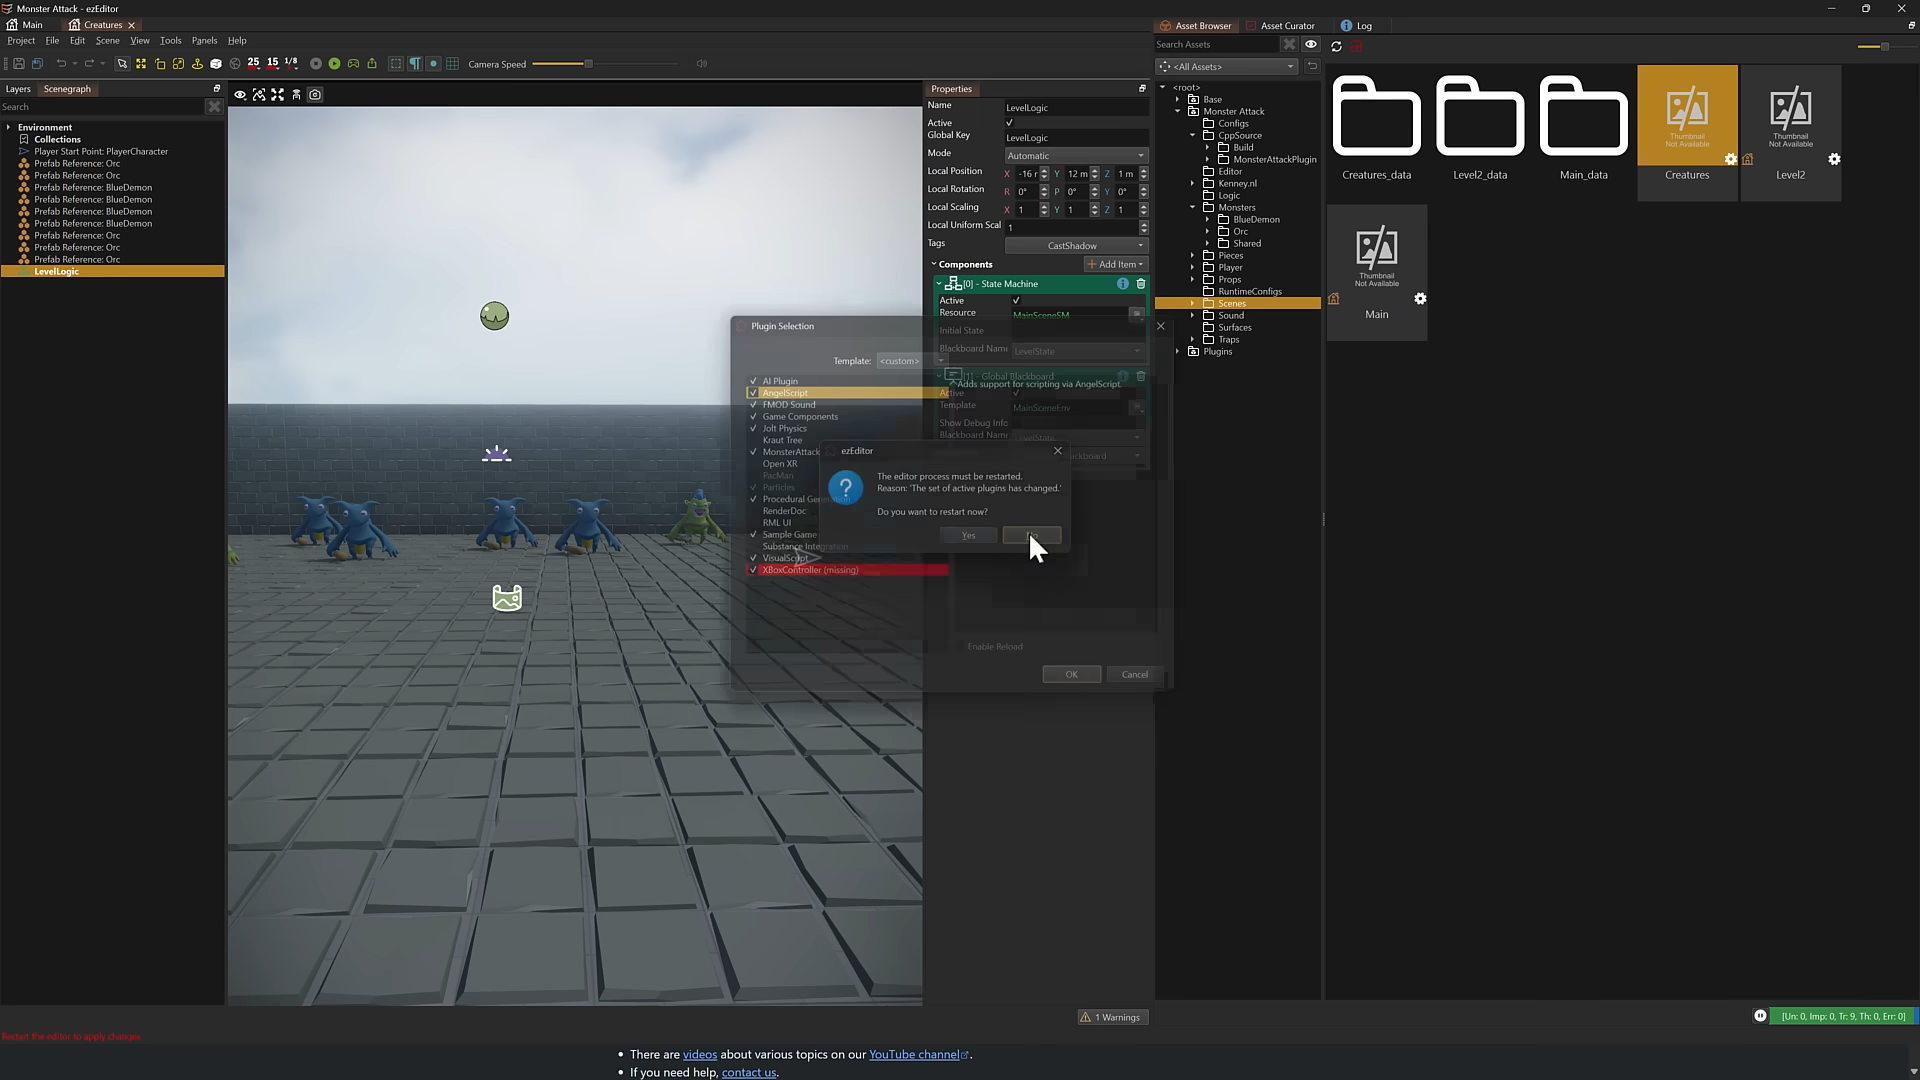 Monster Attack - ezEditor
Main
Creatures
Project File Edit Scene View Tools Panels Help
25 15 1/8
Camera Speed
Layers Scenegraph
Search
Environment
Collections
Player Start Point: PlayerCharacter
Prefab Reference: Orc
Prefab Reference: Orc
Prefab Reference: BlueDemon
Prefab Reference: BlueDemon
Prefab Reference: BlueDemon
Prefab Reference: BlueDemon
Prefab Reference: Orc
Prefab Reference: Orc
Prefab Reference: Orc
LevelLogic
Properties
Name LevelLogic
Active
Global Key LevelLogic
Mode Automatic
Local Position X -16 Y 12 m Z 1 m
Local Rotation R 0° P 0° Y 0°
Local Scaling X 1 Y 1 Z 1
Local Uniform Scal 1
Tags CastShadow
Components Add Item
[0] - State Machine
Active
Resource MainSceneSM
Initial State
Blackboard Name LevelState
[1] - Global Blackboard
Active
Template MainSceneEnv
Show Debug Info
Blackboard Name LevelState
Plugin Selection
Template: <custom>
AI Plugin
AngelScript
FMOD Sound
Game Components
Jolt Physics
Kraut Tree
MonsterAttack
Open XR
PacMan
Particles
Procedural Generation
RenderDoc
RML UI
Sample Game
Substance Integration
VisualScript
XBoxController (missing)
Adds support for scripting via AngelScript.
Enable Reload
OK Cancel
ezEditor
The editor process must be restarted.
Reason: 'The set of active plugins has changed.'
Do you want to restart now?
Yes
Asset Browser Asset Curator Log
Search Assets
<All Assets>
<root>
Base
Monster Attack
Configs
CppSource
Build
MonsterAttackPlugin
Editor
Kenney.nl
Logic
Monsters
BlueDemon
Orc
Shared
Pieces
Player
Props
RuntimeConfigs
Scenes
Sound
Surfaces
Traps
Plugins
Creatures_data
Level2_data
Main_data
Thumbnail
Not Available
Creatures
Thumbnail
Not Available
Level2
Thumbnail
Not Available
Main
1 Warnings
[Un: 0, Imp: 0, Tr: 9, Th: 0, Err: 0]
Restart the editor to apply changes.
• There are videos about various topics on our YouTube channel.
• If you need help, contact us.